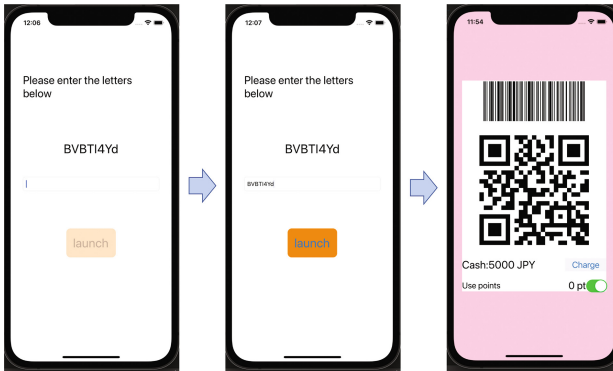 12:06
Please enter the letters
below
BVBTI4Yd
launch
12:07
Please enter the letters
below
BVBTI4Yd
BVBTI4Yd
launch
11:54
Cash:5000 JPY Charge
Use points 0 pt